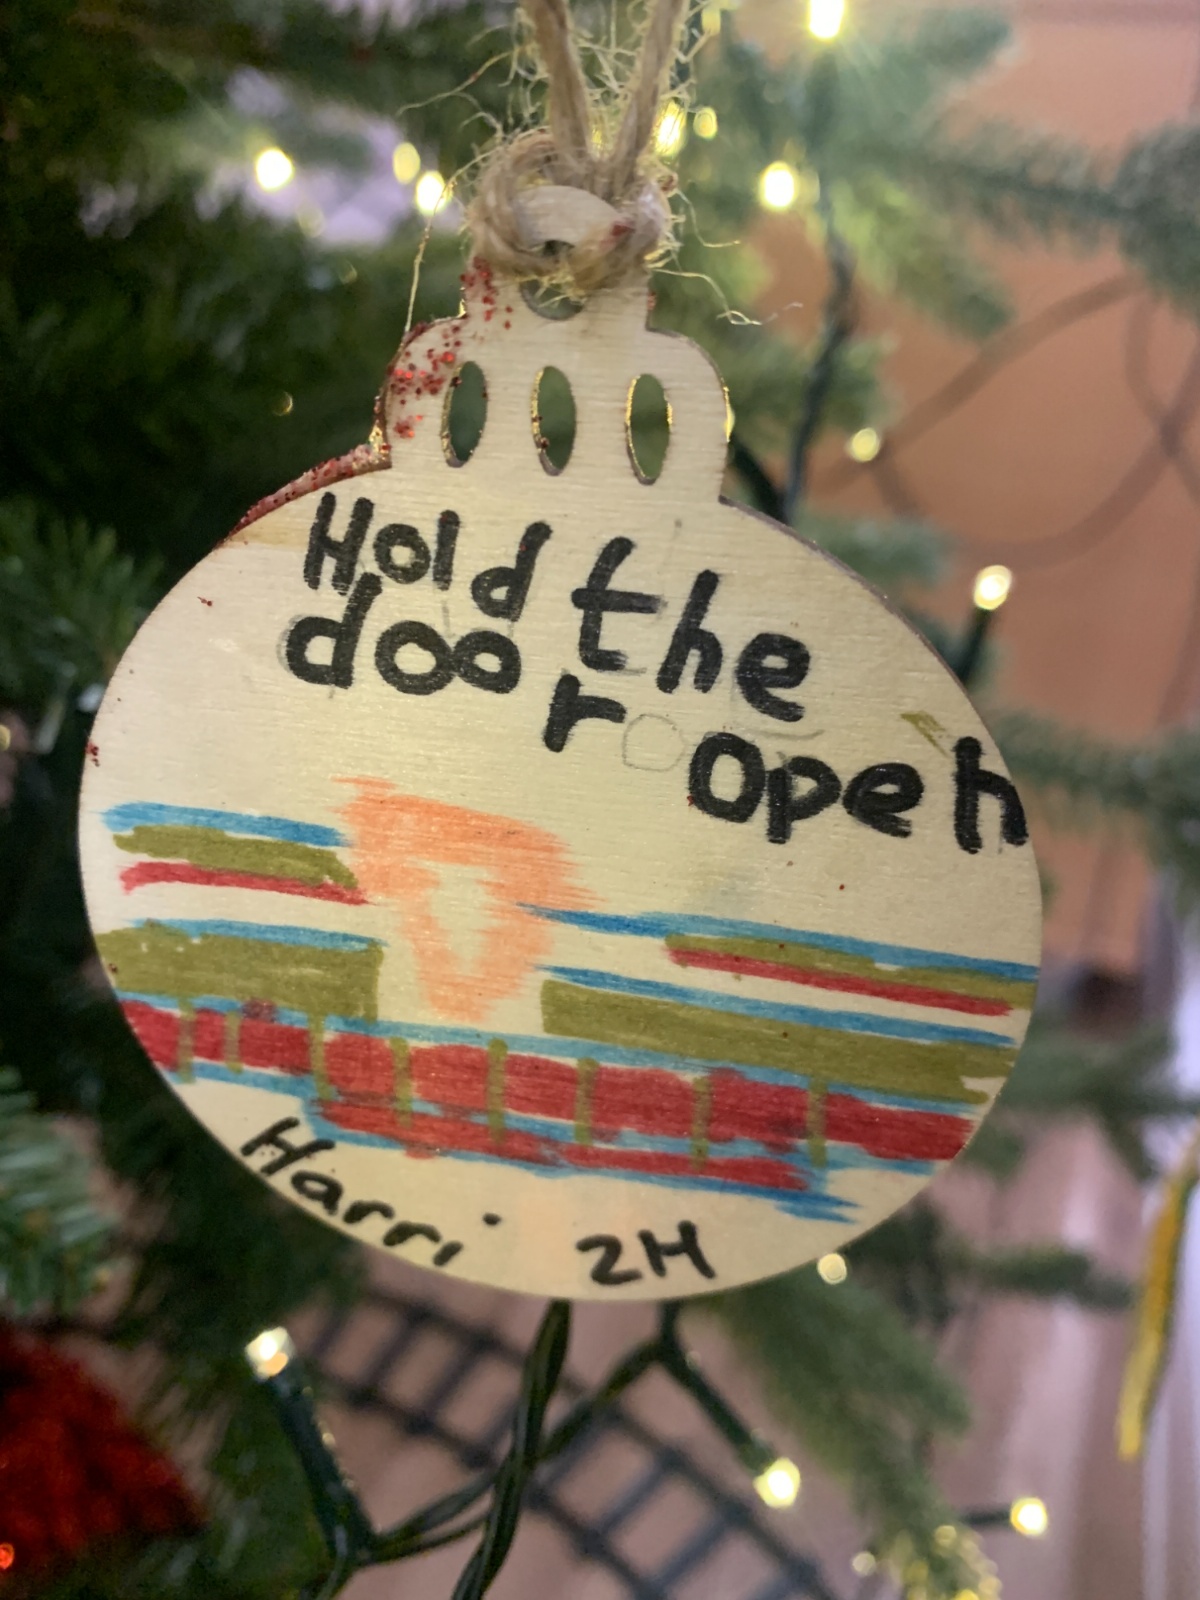 Hold the
door open
Harri 2H